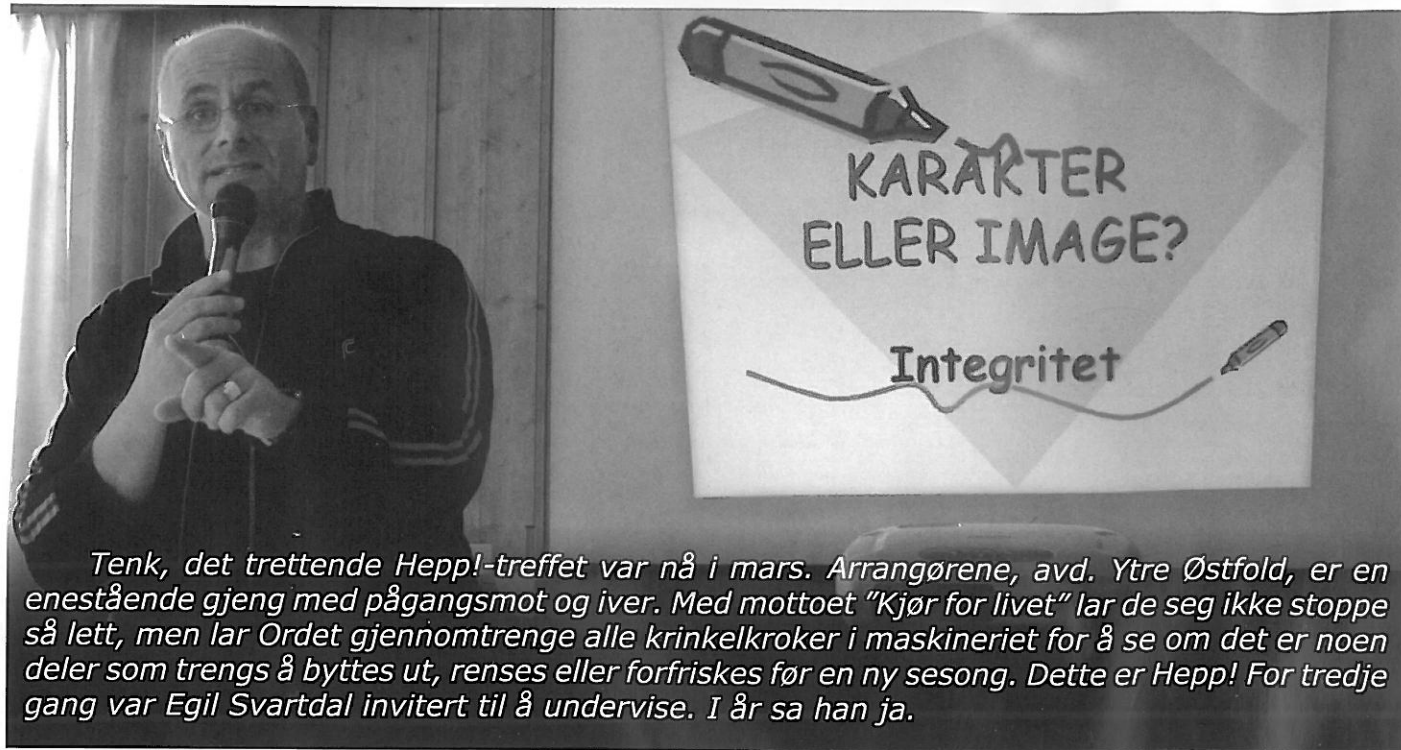 KARAKTER
ELLER IMAGE?
Integritet
Tenk, det trettende Hepp!-treffet var nå i mars. Arrangørene, avd. Ytre Østfold, er en
enestående gjeng med pågangsmot og iver. Med mottoet "Kjør for livet" lar de seg ikke stoppe
så lett, men lar Ordet gjennomtrenge alle krinkelkroker i maskineriet for å se om det er noen
deler som trengs å byttes ut, renses eller forfriskes før en ny sesong. Dette er Hepp! For tredje
gang var Egil Svartdal invitert til å undervise. I år sa han ja.